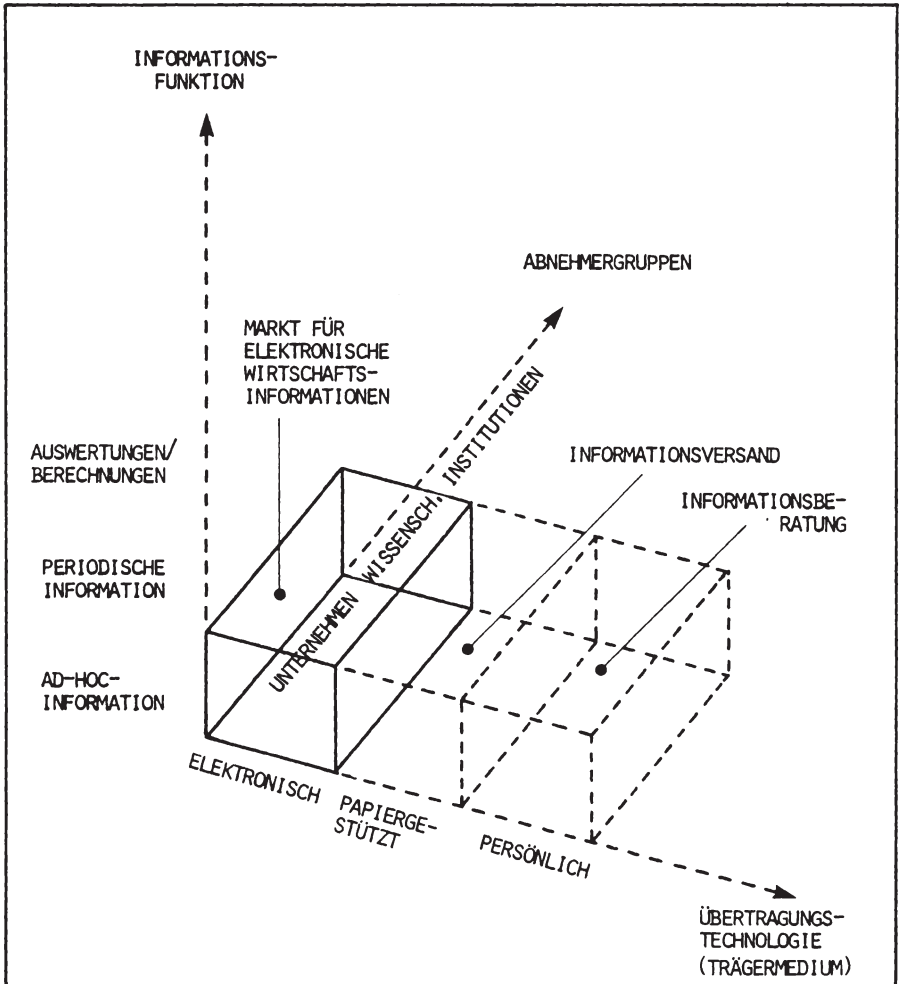 INFORMATIONS-
FUNKTION
ABNEHMERGRUPPEN
MARKT FÜR
ELEKTRONISCHE
WIRTSCHAFTS-
INFORMATIONEN
AUSWERTUNGEN/
BERECHNUNGEN
INFORMATIONSVERSAND
INFORMATIONSBE-
RATUNG
PERIODISCHE
INFORMATION
AD-HOC-
INFORMATION
UNTERNEHMEN WISSENSCH. INSTITUTIONEN
ELEKTRONISCH
PAPIERGE-
STÜTZT
PERSÖNLICH
ÜBERTRAGUNGS-
TECHNOLOGIE
(TRÄGERMEDIUM)